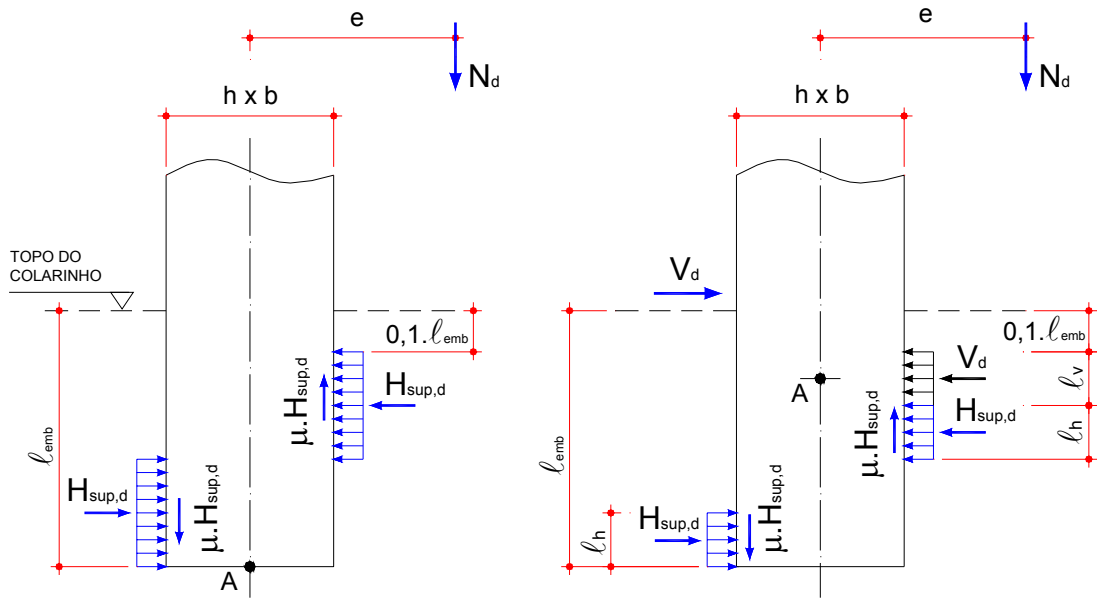 e
Nd
h x b
TOPO DO
COLARINHO
0,1.ℓemb
μ.Hsup,d
Hsup,d
ℓemb
Hsup,d
μ.Hsup,d
A
e
Nd
h x b
Vd
0,1.ℓemb
Vd
ℓv
A
Hsup,d
μ.Hsup,d
ℓh
ℓemb
ℓh
Hsup,d
μ.Hsup,d